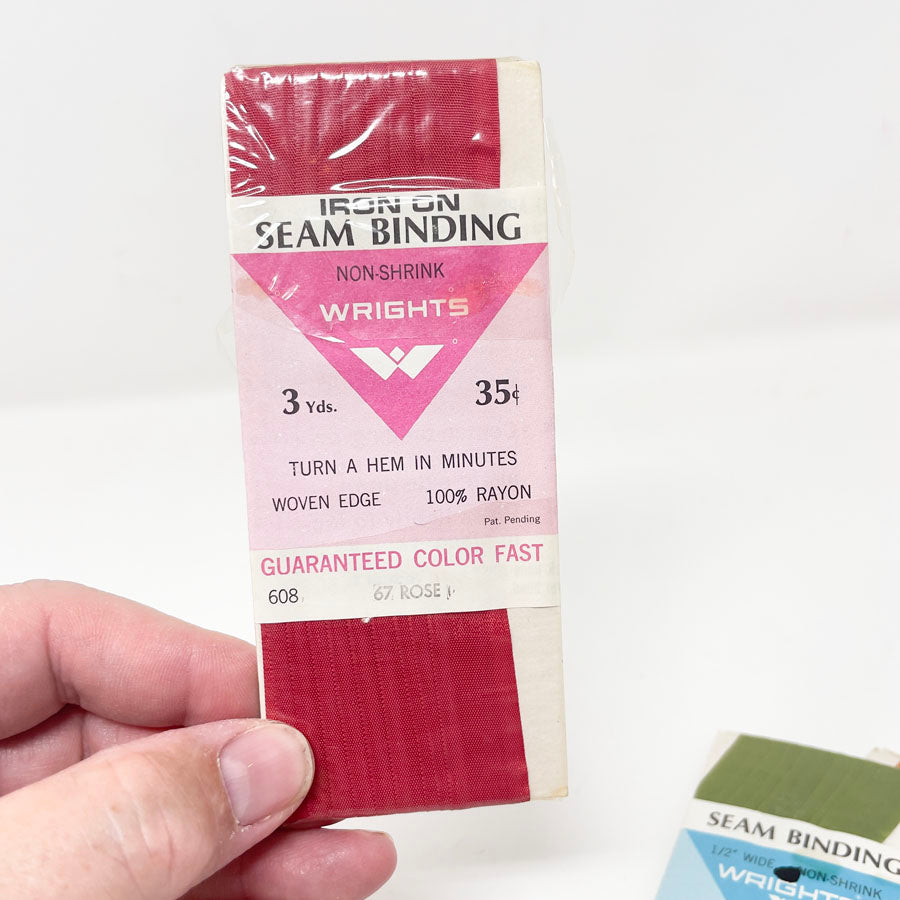 IRON ON
SEAM BINDING
NON-SHRINK
WRIGHTS
3 Yds. 35¢
TURN A HEM IN MINUTES
WOVEN EDGE 100% RAYON
Pat. Pending
GUARANTEED COLOR FAST
608 67 ROSE
SEAM BINDING
1/2" WIDE NON-SHRINK
WRIGHTS